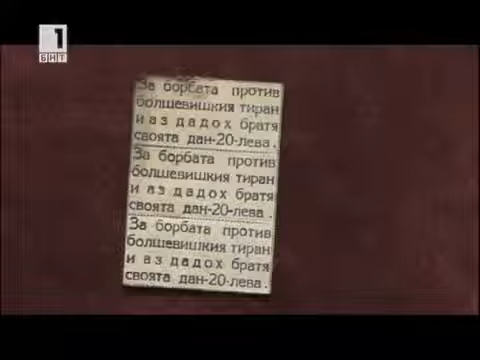 1
БНТ
За борбата против
болшевишкия тиран
и аз дадох братя
своята дан-20-лева.
За борбата против
болшевишкия тиран
и аз дадох братя
своята дан-20-лева.
За борбата против
болшевишкия тиран
и аз дадох братя
своята дан-20-лева.